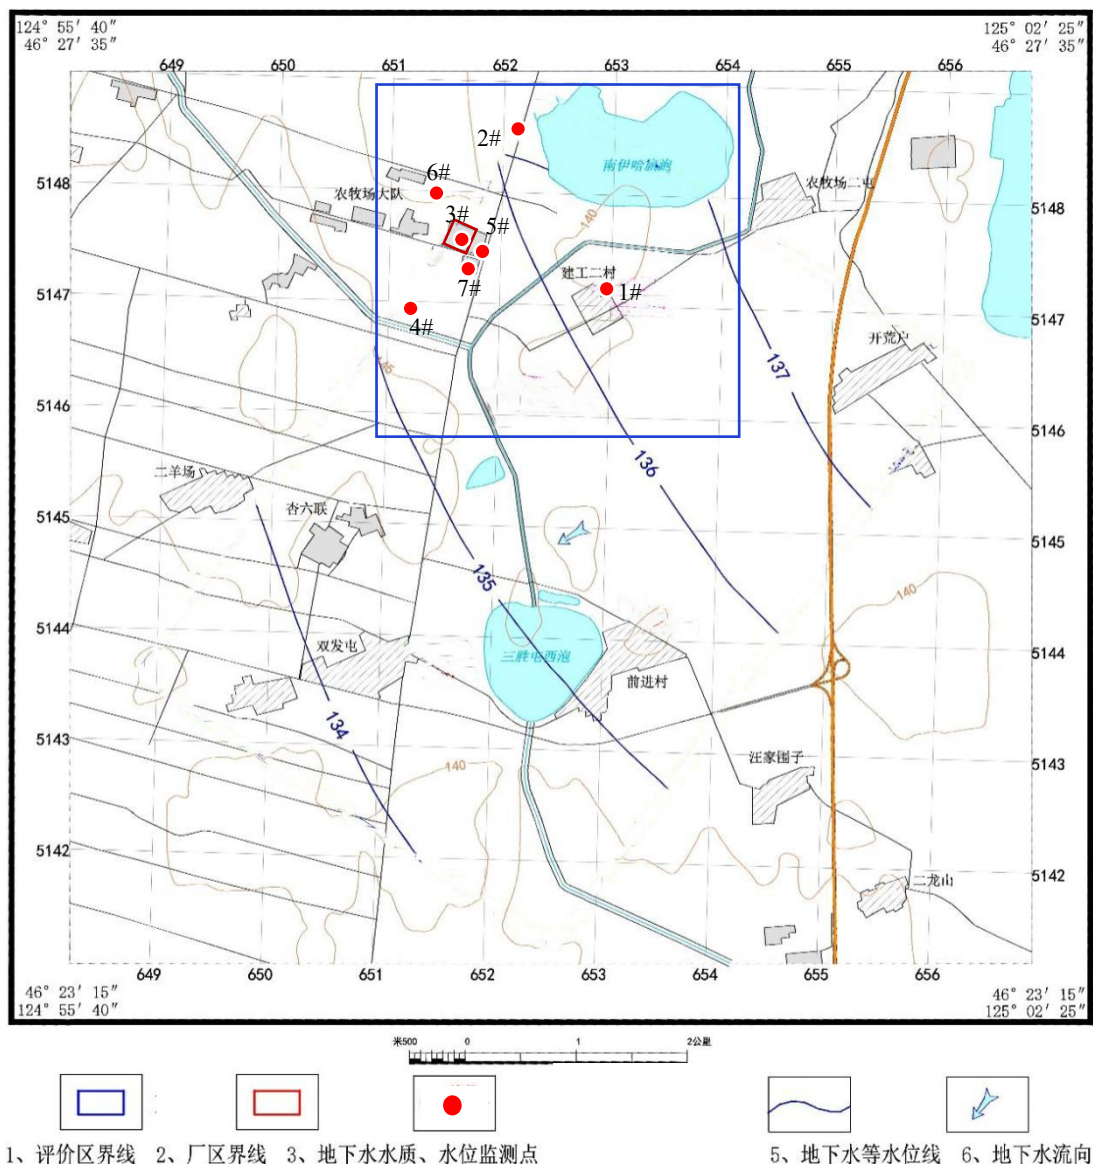 124° 55′ 40″
46° 27′ 35″
125° 02′ 25″
46° 27′ 35″
649 650 651 652 653 654 655 656
2#
南伊哈诺泡
5148
6#
农牧场大队
农牧场二屯
5148
3#
5#
140
建工二村
1#
7#
4#
5147
5147
开荒户
145
137
5146
5146
136
二羊场
杏六联
5145
5145
135
140
5144
双发屯
三胜屯西泡
前进村
5144
134
5143
140
汪家围子
5143
5142
二龙山
5142
649 650 651 652 653 654 655 656
46° 23′ 15″
124° 55′ 40″
46° 23′ 15″
125° 02′ 25″
米500 0 1 2公里
1、评价区界线 2、厂区界线 3、地下水水质、水位监测点 5、地下水等水位线 6、地下水流向